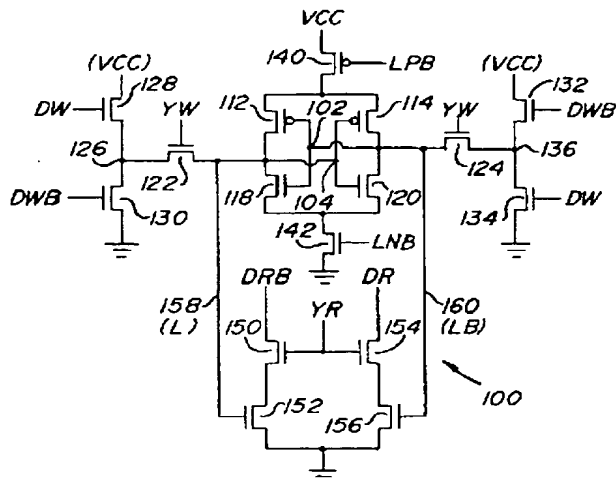 VCC
140
LPB
(VCC)
128
DW
YW
112
102
114
YW
(VCC)
132
DWB
126
122
124
136
DWB
130
118
104
120
134
DW
142
LNB
158
(L)
DRB
DR
160
(LB)
150
YR
154
152
156
100